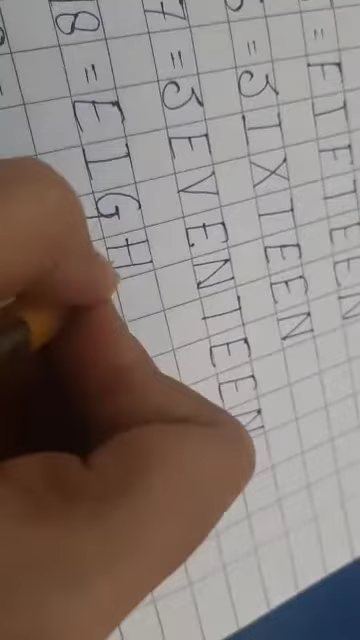 = FIFTEEN
= SIXTEEN
7 = SEVENTEEN
18 = EIGH